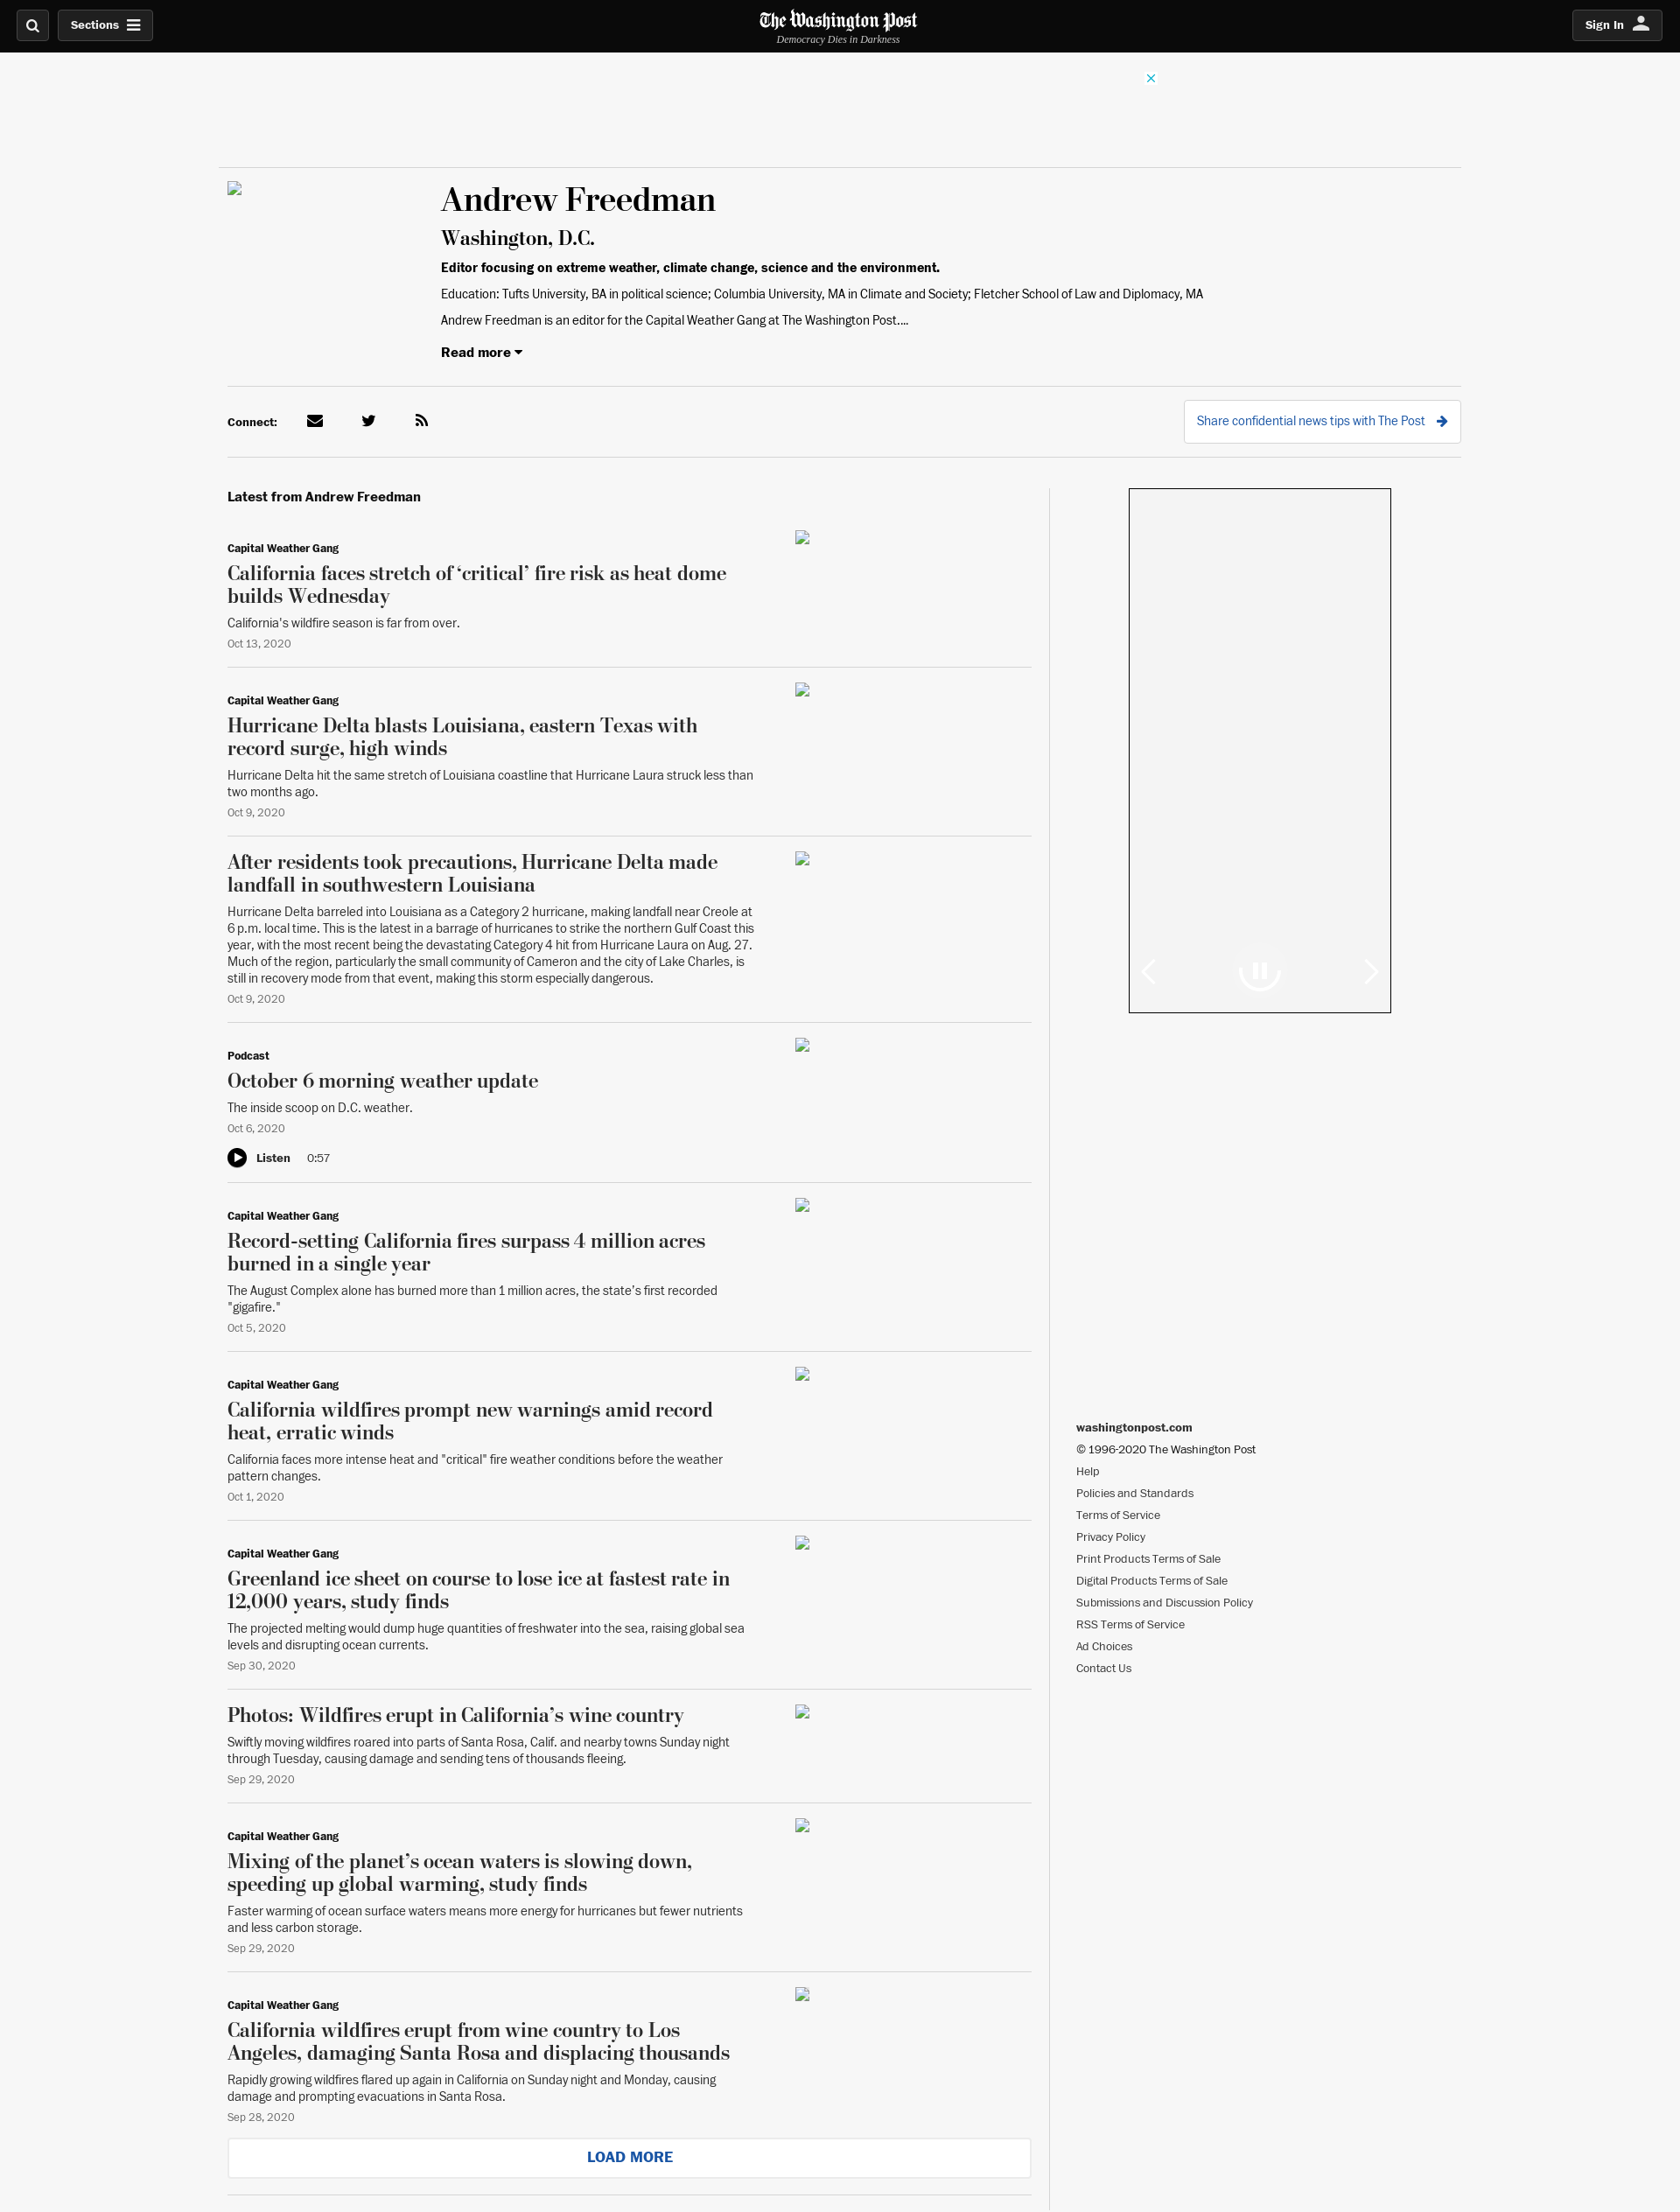 Sections
The Washington Post
Democracy Dies in Darkness
Sign In
Andrew Freedman
Washington, D.C.
Editor focusing on extreme weather, climate change, science and the environment.
Education: Tufts University, BA in political science; Columbia University, MA in Climate and Society; Fletcher School of Law and Diplomacy, MA
Andrew Freedman is an editor for the Capital Weather Gang at The Washington Post....
Read more
Connect:
Share confidential news tips with The Post
Latest from Andrew Freedman
Capital Weather Gang
California faces stretch of ‘critical’ fire risk as heat dome
builds Wednesday
California's wildfire season is far from over.
Oct 13, 2020
Capital Weather Gang
Hurricane Delta blasts Louisiana, eastern Texas with
record surge, high winds
Hurricane Delta hit the same stretch of Louisiana coastline that Hurricane Laura struck less than
two months ago.
Oct 9, 2020
After residents took precautions, Hurricane Delta made
landfall in southwestern Louisiana
Hurricane Delta barreled into Louisiana as a Category 2 hurricane, making landfall near Creole at
6 p.m. local time. This is the latest in a barrage of hurricanes to strike the northern Gulf Coast this
year, with the most recent being the devastating Category 4 hit from Hurricane Laura on Aug. 27.
Much of the region, particularly the small community of Cameron and the city of Lake Charles, is
still in recovery mode from that event, making this storm especially dangerous.
Oct 9, 2020
Podcast
October 6 morning weather update
The inside scoop on D.C. weather.
Oct 6, 2020
Listen 0:57
Capital Weather Gang
Record-setting California fires surpass 4 million acres
burned in a single year
The August Complex alone has burned more than 1 million acres, the state’s first recorded
"gigafire."
Oct 5, 2020
Capital Weather Gang
California wildfires prompt new warnings amid record
heat, erratic winds
California faces more intense heat and "critical" fire weather conditions before the weather
pattern changes.
Oct 1, 2020
Capital Weather Gang
Greenland ice sheet on course to lose ice at fastest rate in
12,000 years, study finds
The projected melting would dump huge quantities of freshwater into the sea, raising global sea
levels and disrupting ocean currents.
Sep 30, 2020
Photos: Wildfires erupt in California’s wine country
Swiftly moving wildfires roared into parts of Santa Rosa, Calif. and nearby towns Sunday night
through Tuesday, causing damage and sending tens of thousands fleeing.
Sep 29, 2020
Capital Weather Gang
Mixing of the planet’s ocean waters is slowing down,
speeding up global warming, study finds
Faster warming of ocean surface waters means more energy for hurricanes but fewer nutrients
and less carbon storage.
Sep 29, 2020
Capital Weather Gang
California wildfires erupt from wine country to Los
Angeles, damaging Santa Rosa and displacing thousands
Rapidly growing wildfires flared up again in California on Sunday night and Monday, causing
damage and prompting evacuations in Santa Rosa.
Sep 28, 2020
LOAD MORE
washingtonpost.com
© 1996-2020 The Washington Post
Help
Policies and Standards
Terms of Service
Privacy Policy
Print Products Terms of Sale
Digital Products Terms of Sale
Submissions and Discussion Policy
RSS Terms of Service
Ad Choices
Contact Us